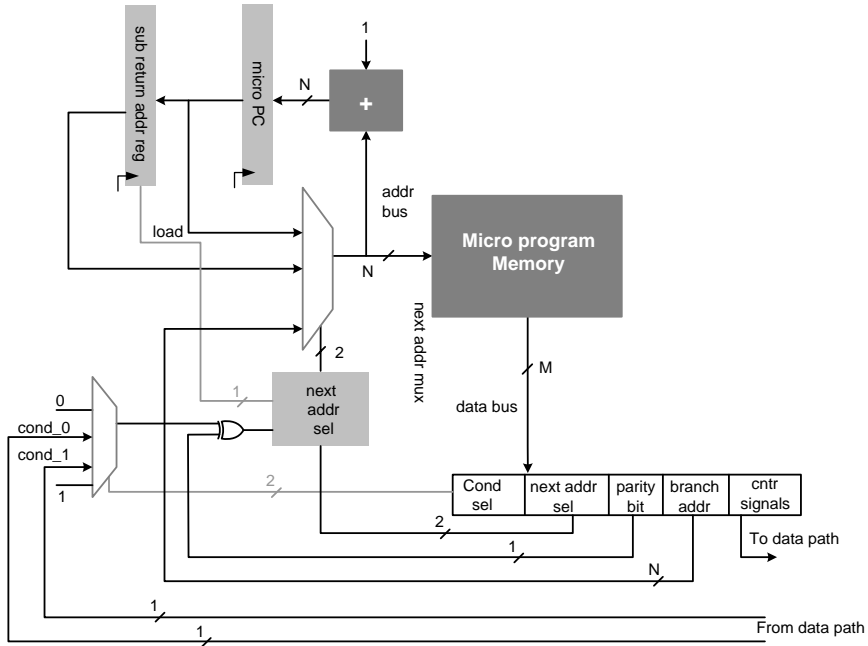 sub return addr reg
micro PC
1
N
+
addr
bus
load
N
Micro program
Memory
next addr mux
2
M
data bus
1
next
addr
sel
0
cond_0
cond_1
1
2
Cond
sel
next addr
sel
parity
bit
branch
addr
cntr
signals
2
1
N
To data path
1
1
From data path